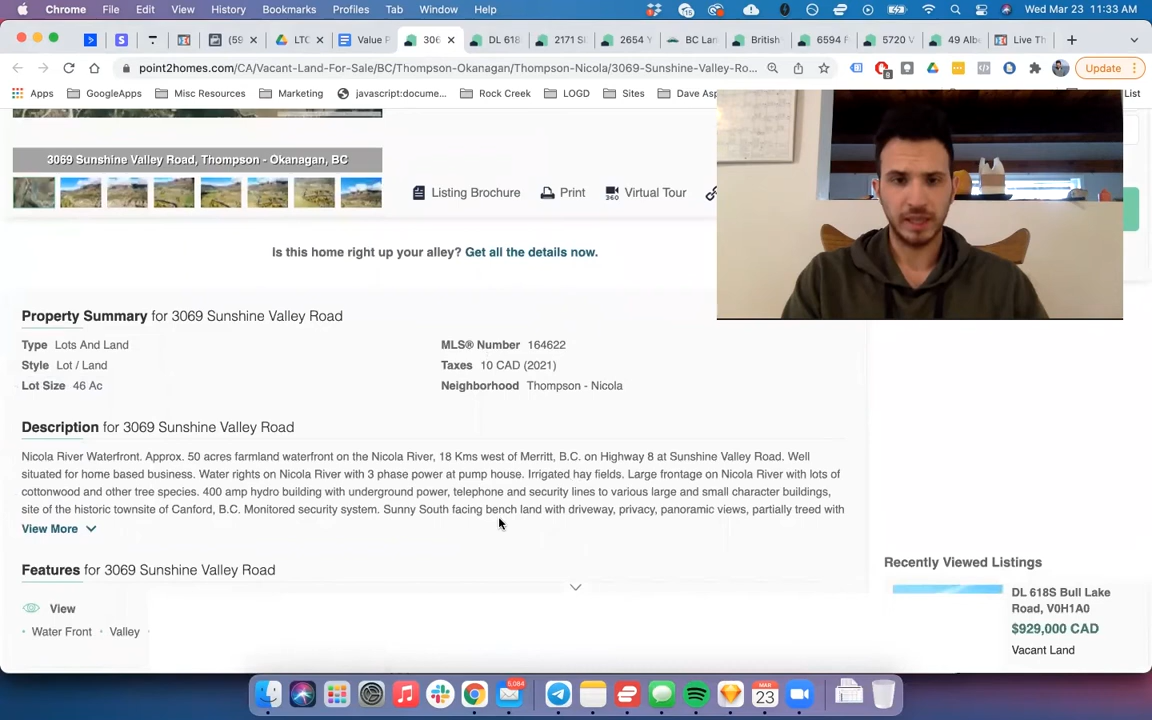 Chrome File Edit View History Bookmarks Profiles Tab Window Help Wed Mar 23 11:33 AM
(59 LTC Value P 306 DL 618 2171 S 2654 Y BC Lan British 6594 F 5720 V 49 Alb Live Th
point2homes.com/CA/Vacant-Land-For-Sale/BC/Thompson-Okanagan/Thompson-Nicola/3069-Sunshine-Valley-Ro... Update
Apps GoogleApps Misc Resources Marketing javascript:docume... Rock Creek LOGD Sites Dave Asp List
3069 Sunshine Valley Road, Thompson - Okanagan, BC
Listing Brochure Print Virtual Tour
Is this home right up your alley? Get all the details now.
Property Summary for 3069 Sunshine Valley Road
Type Lots And Land MLS® Number 164622
Style Lot / Land Taxes 10 CAD (2021)
Lot Size 46 Ac Neighborhood Thompson - Nicola
Description for 3069 Sunshine Valley Road
Nicola River Waterfront. Approx. 50 acres farmland waterfront on the Nicola River, 18 Kms west of Merritt, B.C. on Highway 8 at Sunshine Valley Road. Well
situated for home based business. Water rights on Nicola River with 3 phase power at pump house. Irrigated hay fields. Large frontage on Nicola River with lots of
cottonwood and other tree species. 400 amp hydro building with underground power, telephone and security lines to various large and small character buildings,
site of the historic townsite of Canford, B.C. Monitored security system. Sunny South facing bench land with driveway, privacy, panoramic views, partially treed with
View More
Features for 3069 Sunshine Valley Road
View
• Water Front • Valley •
Recently Viewed Listings
DL 618S Bull Lake
Road, V0H1A0
$929,000 CAD
Vacant Land
5,084
MAR
23